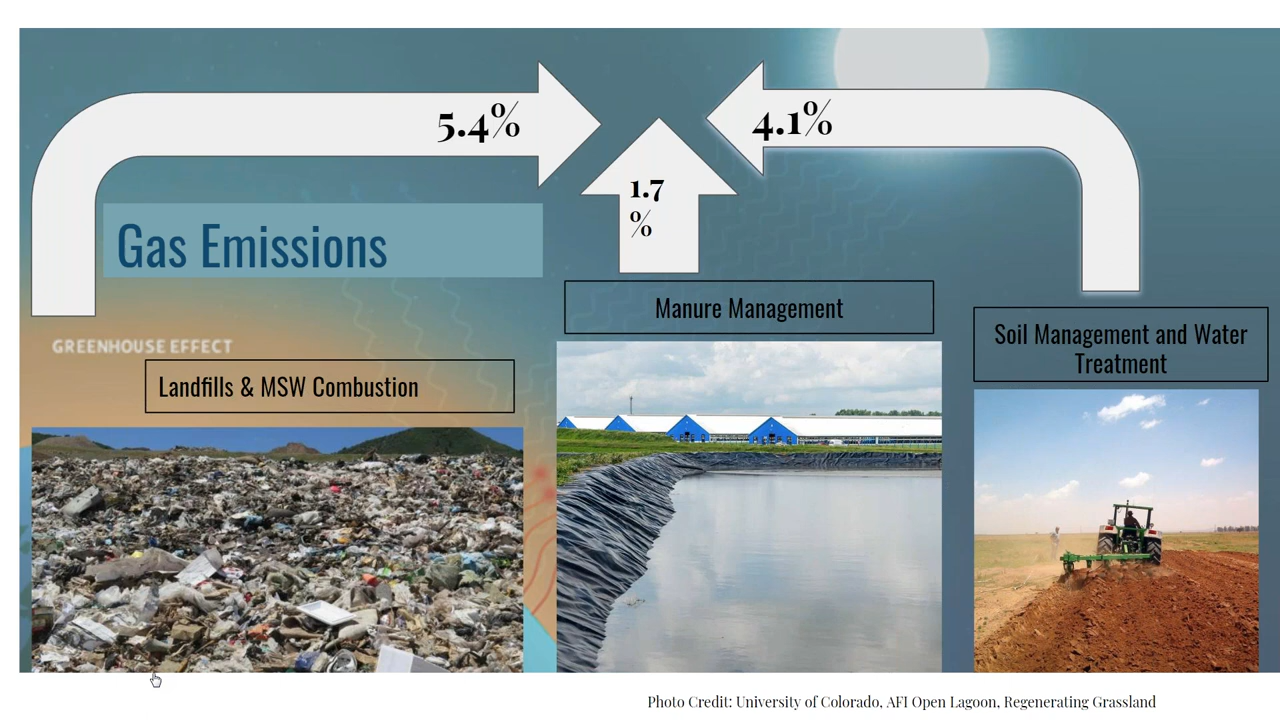 5.4%
4.1%
1.7
%
Gas Emissions
Manure Management
Soil Management and Water
Treatment
GREENHOUSE EFFECT
Landfills & MSW Combustion
Photo Credit: University of Colorado, AFI Open Lagoon, Regenerating Grassland